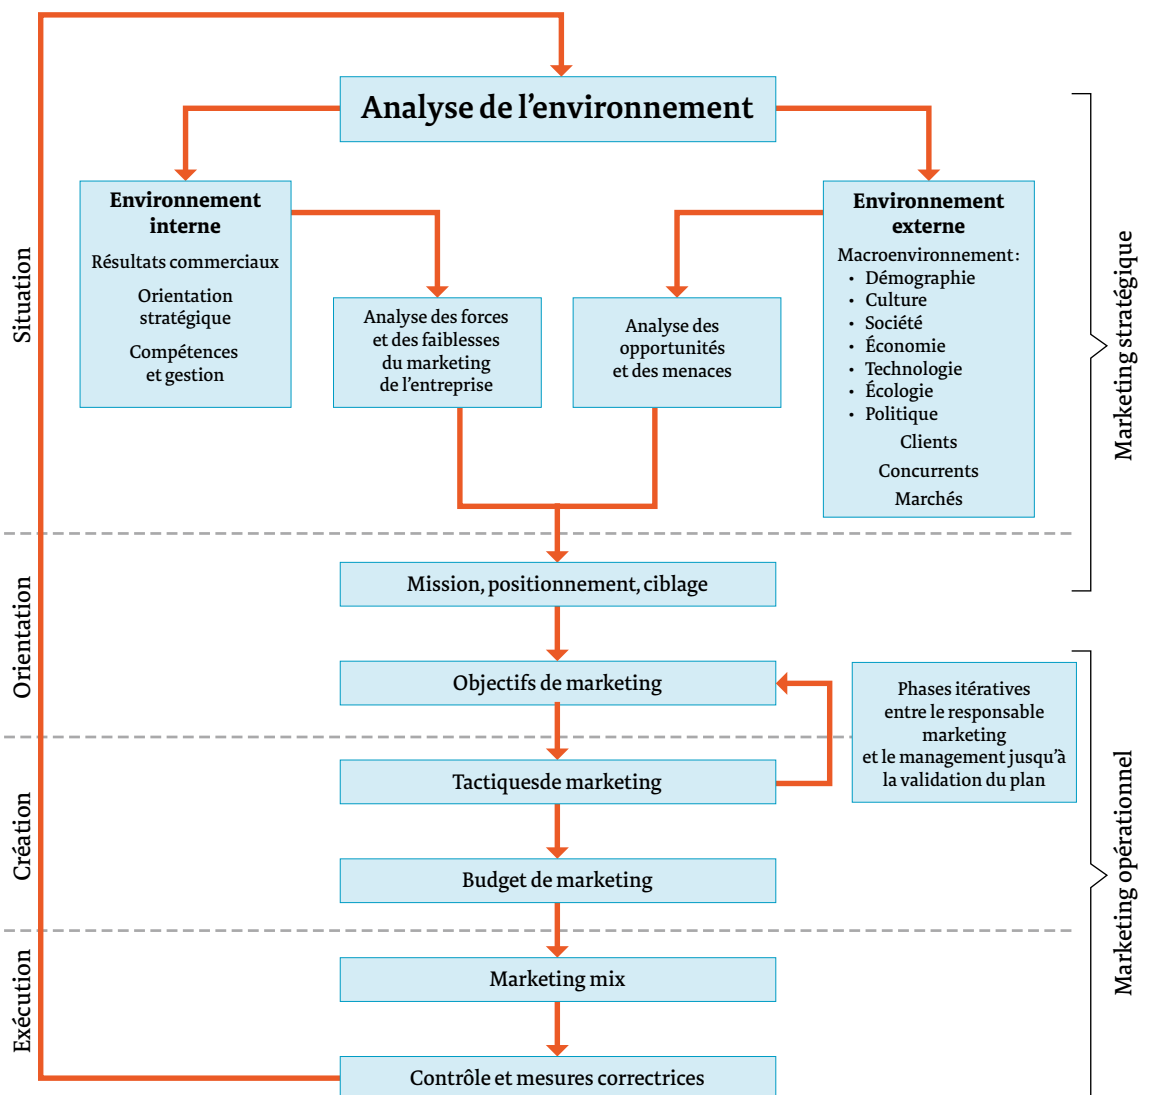 Analyse de l’environnement
Environnement
interne
Résultats commerciaux
Orientation
stratégique
Compétences
et gestion
Analyse des forces
et des faiblesses
du marketing
de l’entreprise
Analyse des
opportunités
et des menaces
Environnement
externe
Macroenvironnement :
• Démographie
• Culture
• Société
• Économie
• Technologie
• Écologie
• Politique
Clients
Concurrents
Marchés
Situation
Marketing stratégique
Mission, positionnement, ciblage
Orientation
Objectifs de marketing
Phases itératives
entre le responsable
marketing
et le management jusqu’à
la validation du plan
Tactiquesde marketing
Création
Budget de marketing
Marketing opérationnel
Marketing mix
Exécution
Contrôle et mesures correctrices